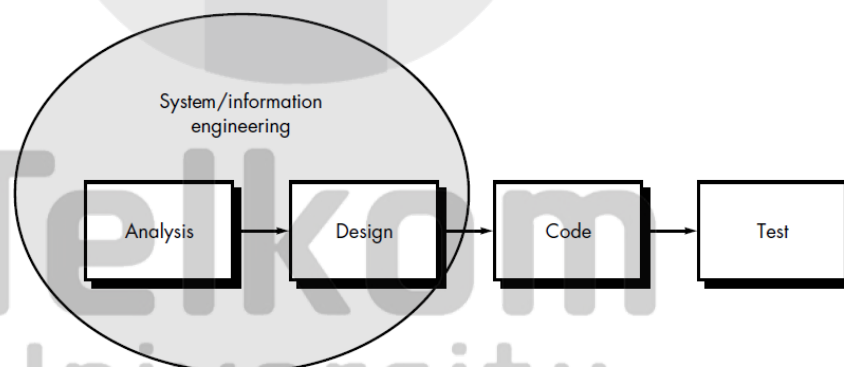 System/information
engineering
Analysis
Design
Code
Test
Telkom
University